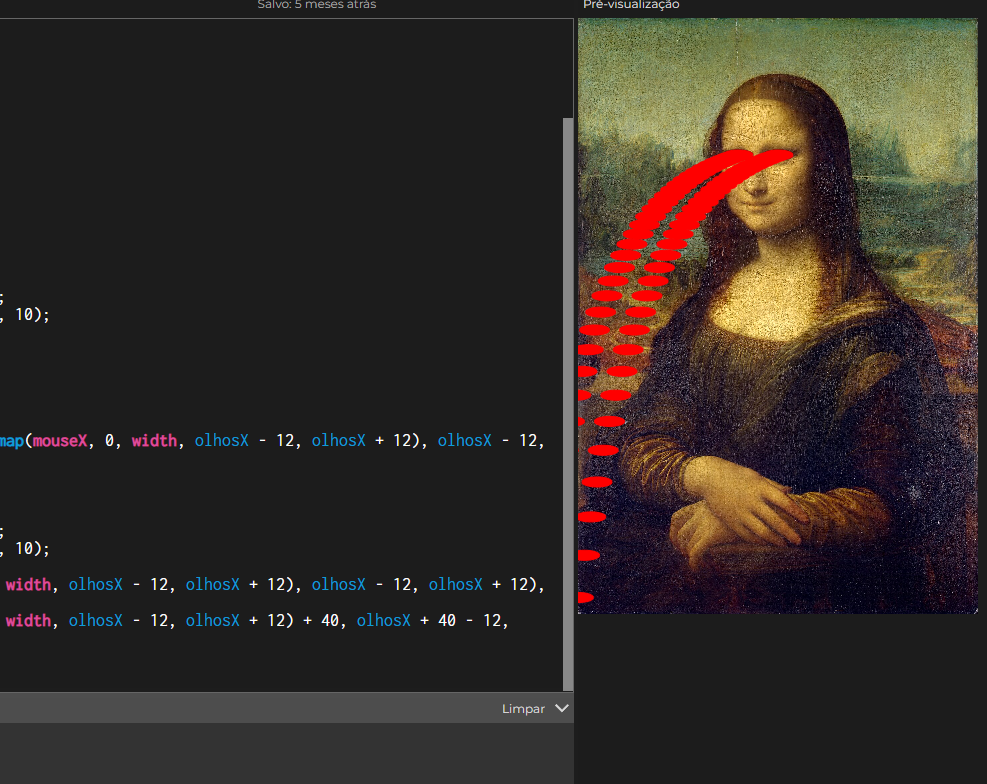 Salvo: 5 meses atrás
Pré-visualização
;
, 10);
map(mouseX, 0, width, olhosX - 12, olhosX + 12), olhosX - 12,
;
, 10);
width, olhosX - 12, olhosX + 12), olhosX - 12, olhosX + 12),
width, olhosX - 12, olhosX + 12) + 40, olhosX + 40 - 12,
Limpar